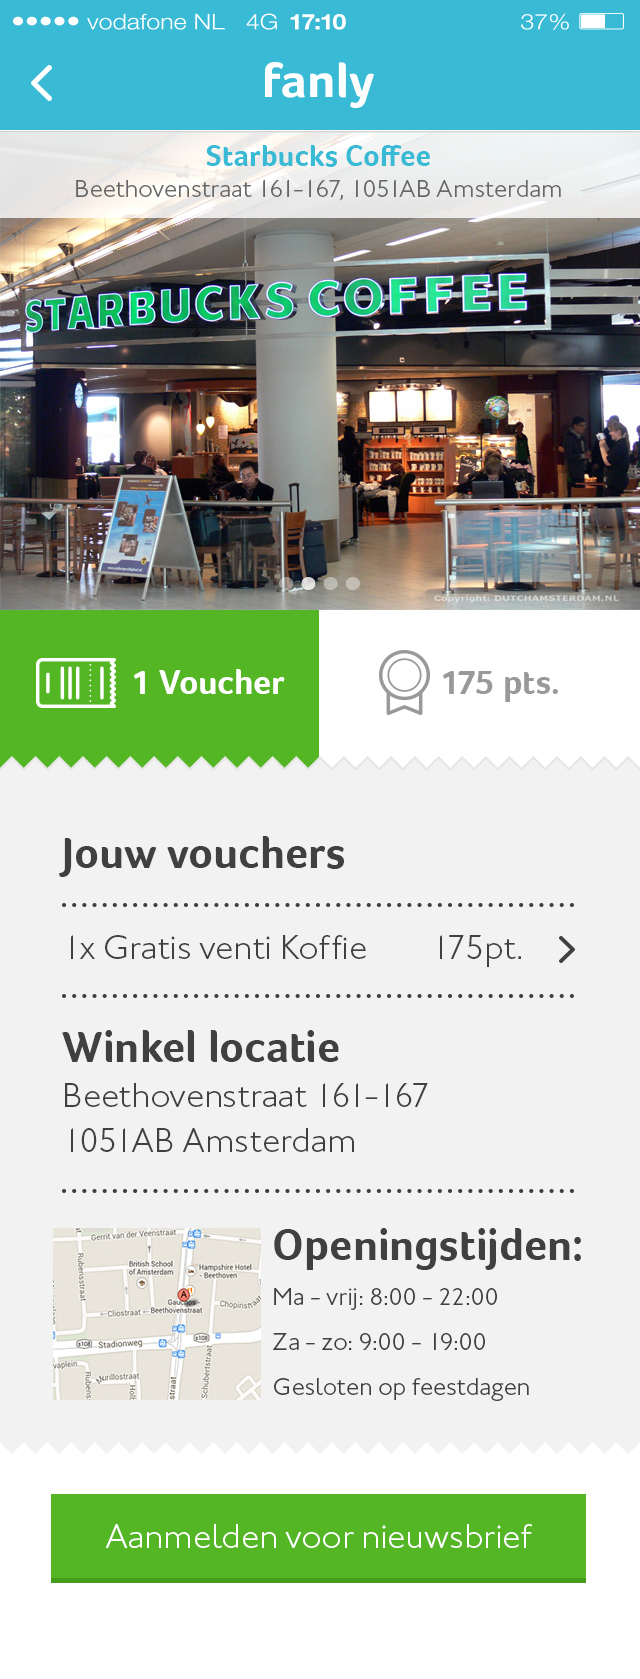 vodafone NL 4G 17:10 37%
fanly
Starbucks Coffee
Beethovenstraat 161-167, 1051AB Amsterdam
STARBUCKS COFFEE
Copyright: DUTCHAMSTERDAM.NL
1 Voucher
175 pts.
Jouw vouchers
1x Gratis venti Koffie 175pt.
Winkel locatie
Beethovenstraat 161-167
1051AB Amsterdam
Gerrit van der Veenstraat
Rubensstraat
British School
of Amsterdam
Hampshire Hotel
- Beethoven
A
Gauchos
Chopinstraat
Cliostraat
Beethovenstraat
s108
Stadionweg
s108
vaplein
Murillostraat
Schubertstraat
straat
Openingstijden:
Ma - vrij: 8:00 - 22:00
Za - zo: 9:00 - 19:00
Gesloten op feestdagen
Aanmelden voor nieuwsbrief